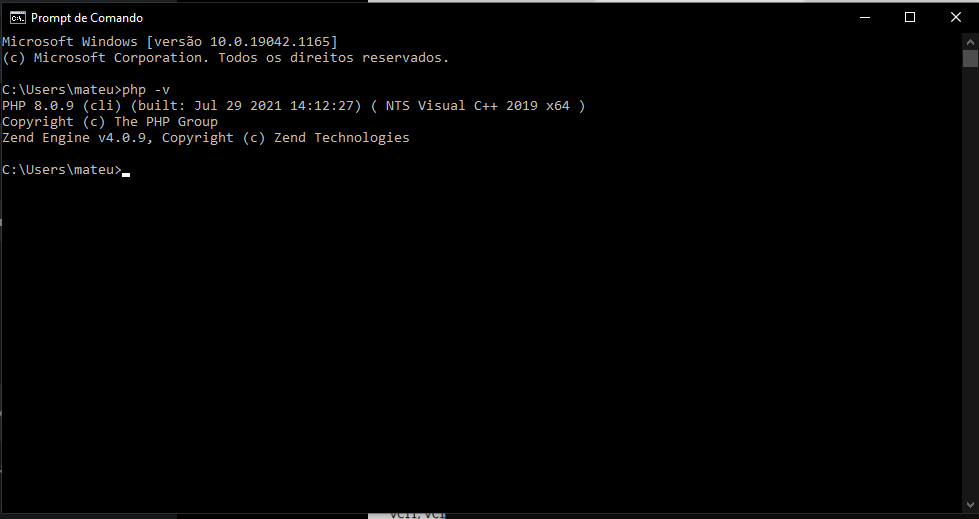 Prompt de Comando
Microsoft Windows [versão 10.0.19042.1165]
(c) Microsoft Corporation. Todos os direitos reservados.
C:\Users\mateu>php -v
PHP 8.0.9 (cli) (built: Jul 29 2021 14:12:27) ( NTS Visual C++ 2019 x64 )
Copyright (c) The PHP Group
Zend Engine v4.0.9, Copyright (c) Zend Technologies
C:\Users\mateu>